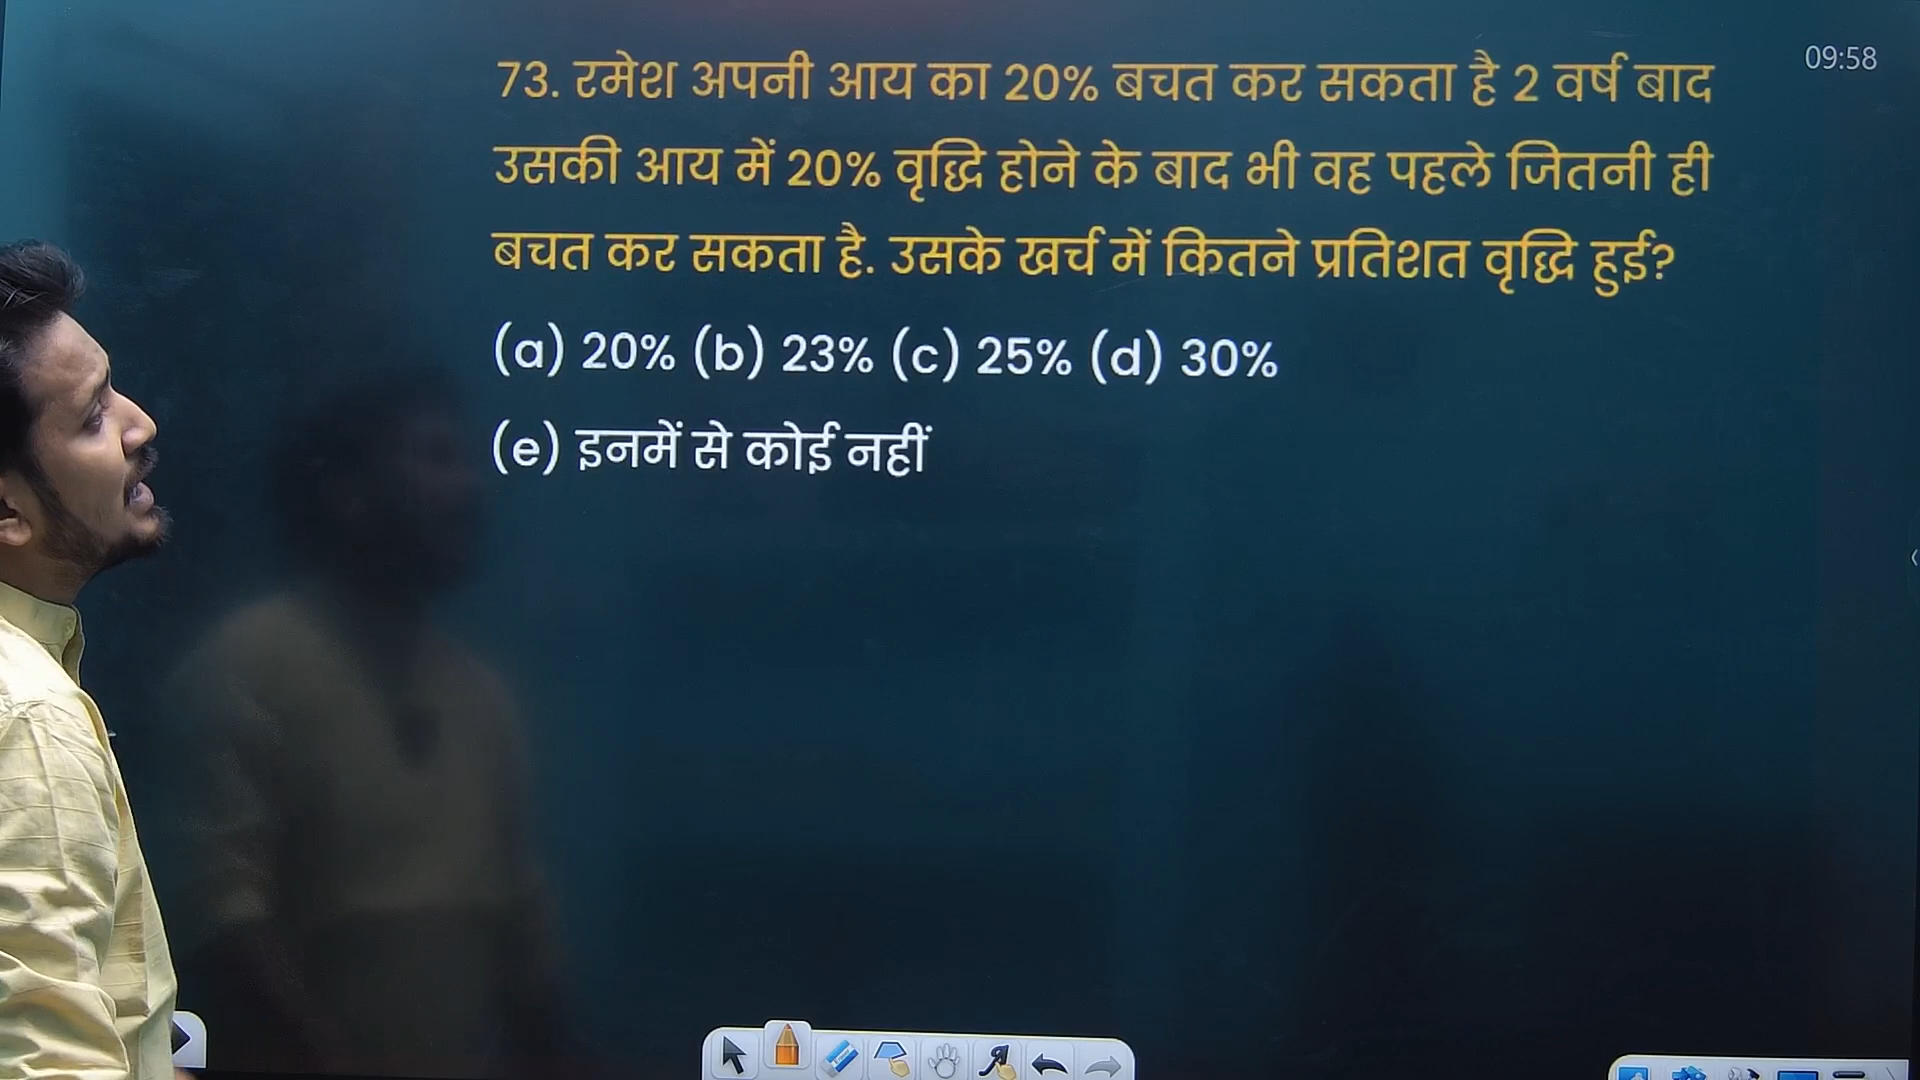 09:58
73. रमेश अपनी आय का 20% बचत कर सकता है 2 वर्ष बाद
उसकी आय में 20% वृद्धि होने के बाद भी वह पहले जितनी ही
बचत कर सकता है. उसके खर्च में कितने प्रतिशत वृद्धि हुई?
(a) 20% (b) 23% (c) 25% (d) 30%
(e) इनमें से कोई नहीं